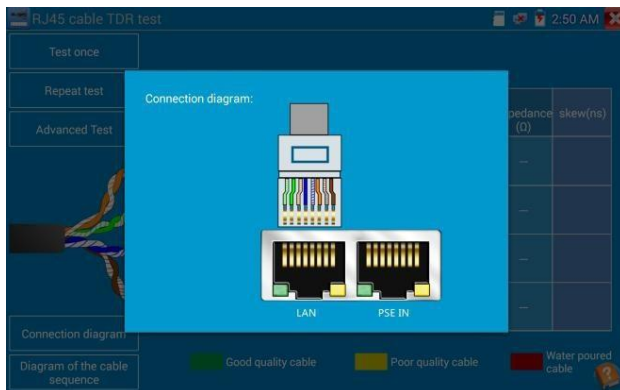 RJ45 cable TDR test
2:50 AM
Test once
Repeat test
Advanced Test
Connection diagram:
pedance
(Ω)
skew(ns)
LAN
PSE IN
Connection diagram
Diagram of the cable
sequence
Good quality cable
Poor quality cable
Water poured
cable